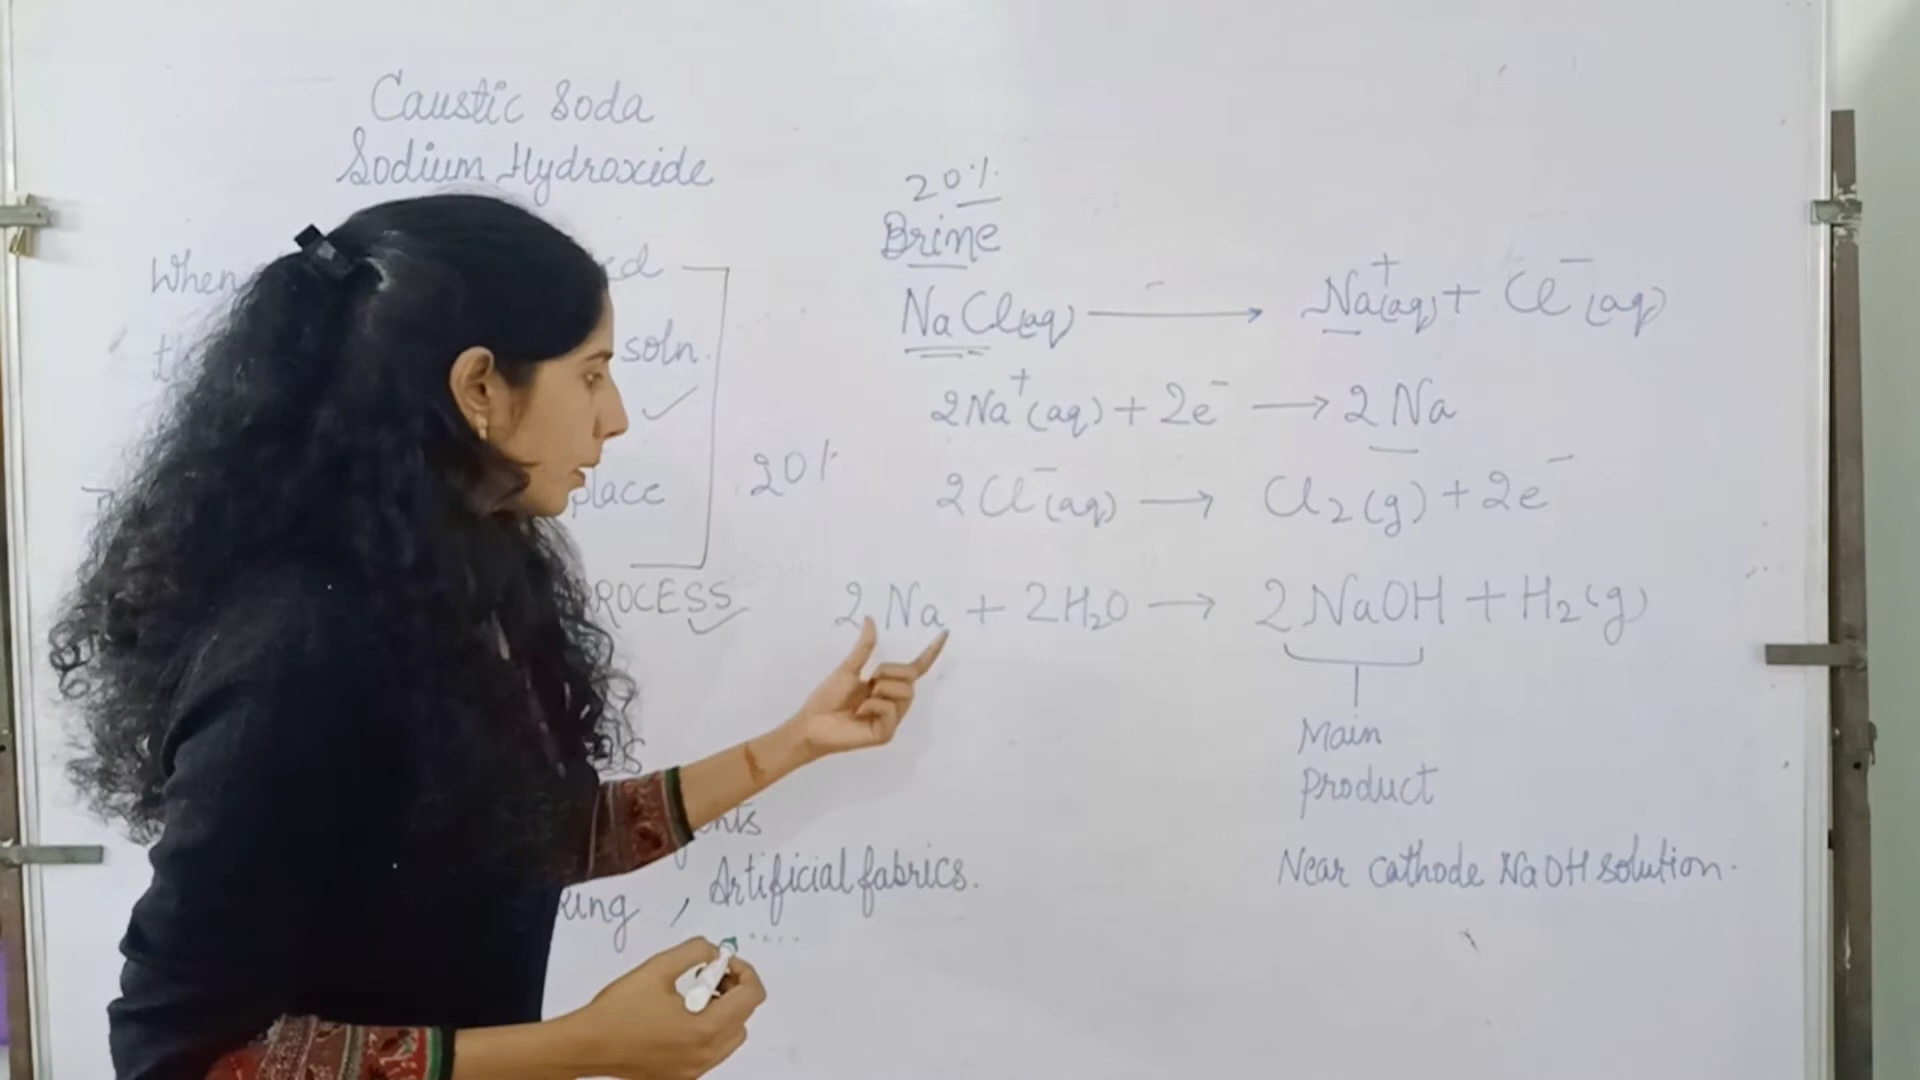 Caustic Soda
Sodium Hydroxide
When
soln.
place
20%
20%
Brine
NaCl(aq) ⟶ Na⁺(aq) + Cl⁻(aq)
2Na⁺(aq) + 2e⁻ ⟶ 2Na
2Cl⁻(aq) ⟶ Cl₂(g) + 2e⁻
2Na + 2H₂O ⟶ 2NaOH + H₂(g)
Main
Product
Near cathode NaOH solution.
, Artificial fabrics.